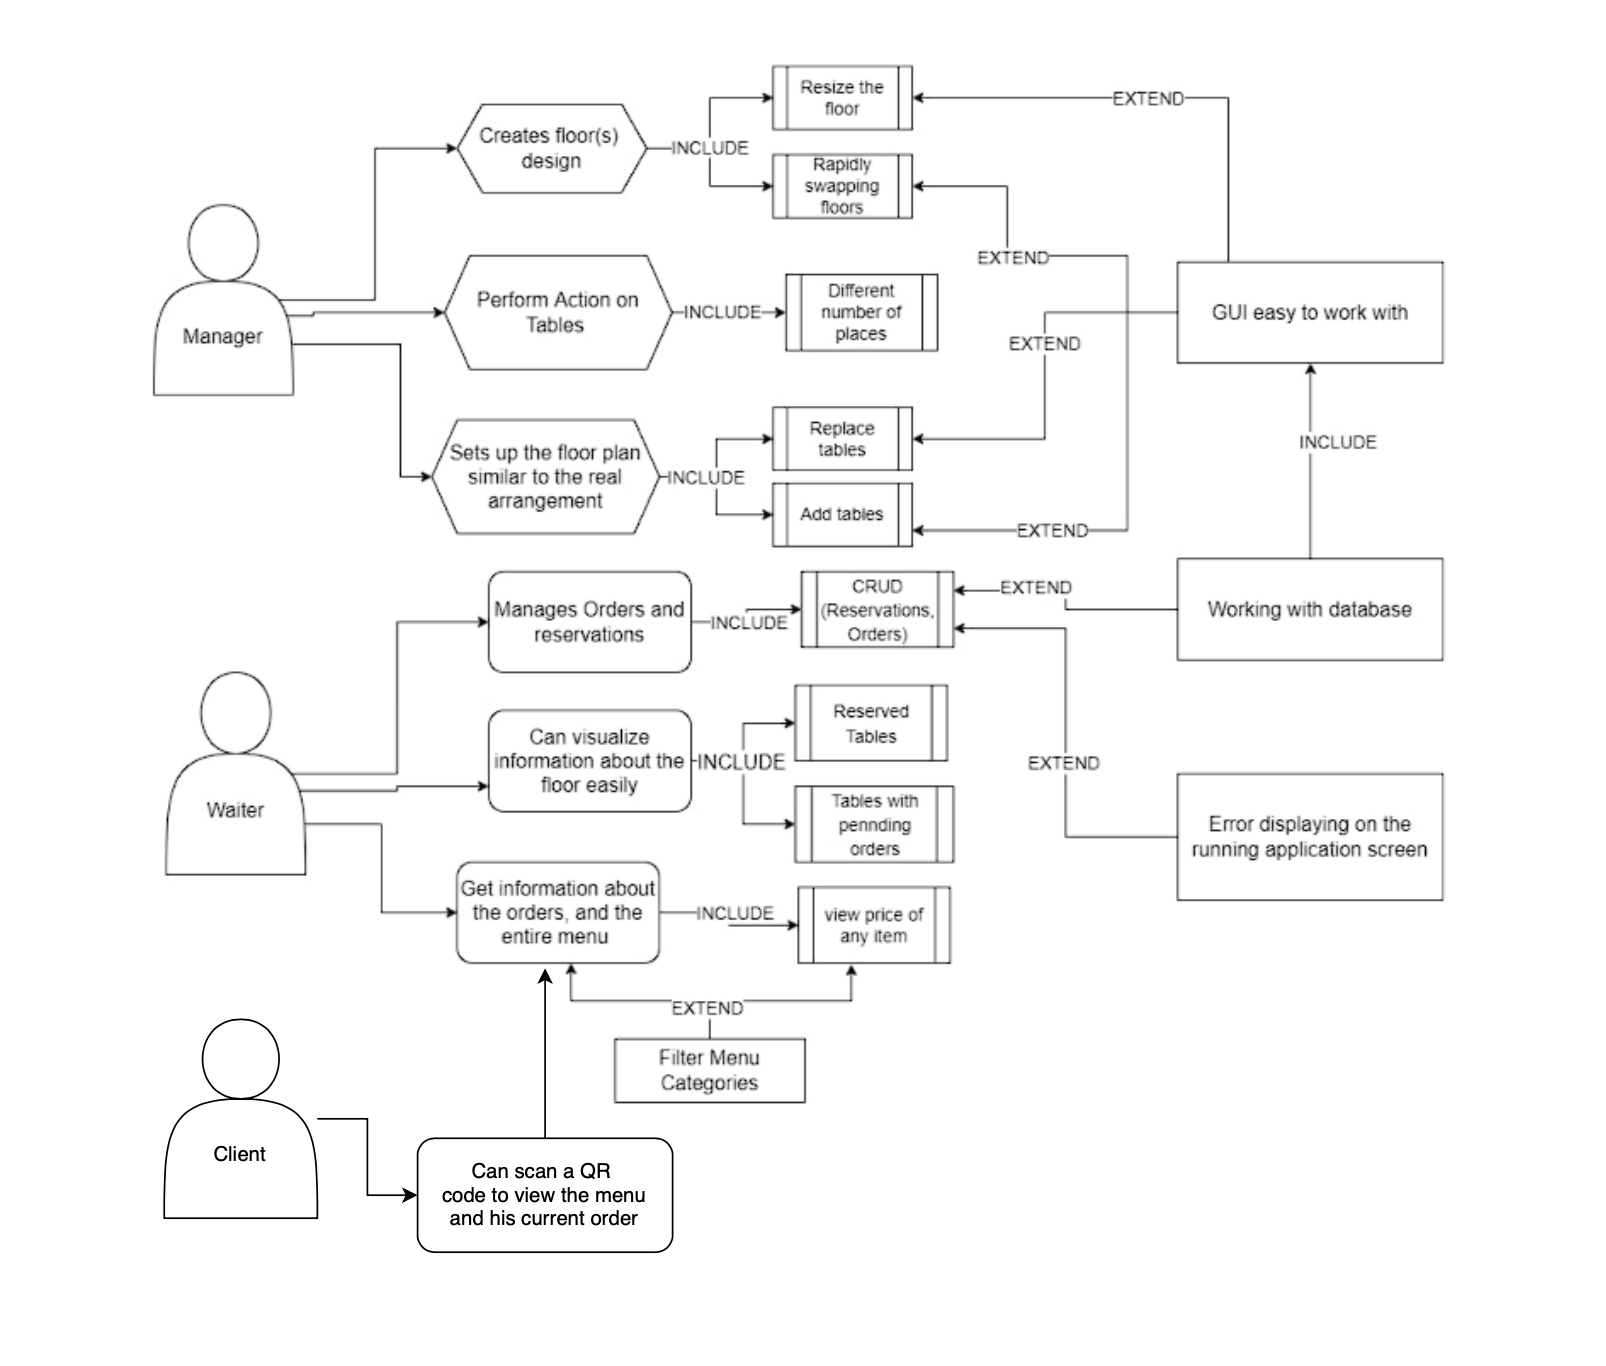 Resize the
floor
EXTEND
Creates floor(s)
design
INCLUDE
Rapidly
swapping
floors
EXTEND
Manager
Perform Action on
Tables
INCLUDE
Different
number of
places
GUI easy to work with
EXTEND
Sets up the floor plan
similar to the real
arrangement
INCLUDE
Replace
tables
INCLUDE
Add tables
EXTEND
Manages Orders and
reservations
INCLUDE
CRUD
(Reservations,
Orders)
EXTEND
Working with database
Waiter
Can visualize
information about the
floor easily
INCLUDE
Reserved
Tables
EXTEND
Tables with
pennding
orders
Error displaying on the
running application screen
Get information about
the orders, and the
entire menu
INCLUDE
view price of
any item
EXTEND
Filter Menu
Categories
Client
Can scan a QR
code to view the menu
and his current order